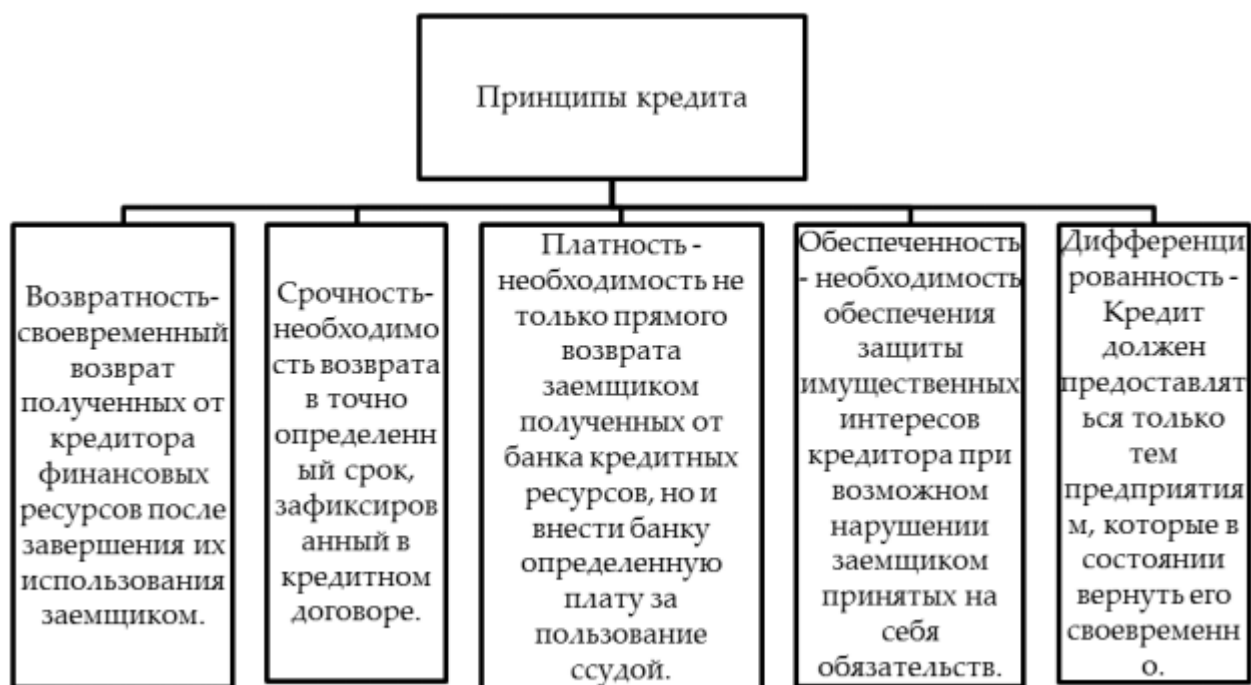 Принципы кредита
Возвратность-
своевременный
возврат
полученных от
кредитора
финансовых
ресурсов после
завершения их
использования
заемщиком.
Срочность-
необходимо
сть возврата
в точно
определенн
ый срок,
зафиксиров
анный в
кредитном
договоре.
Платность -
необходимость не
только прямого
возврата
заемщиком
полученных от
банка кредитных
ресурсов, но и
внести банку
определенную
плату за
пользование
ссудой.
Обеспеченность
- необходимость
обеспечения
защиты
имущественных
интересов
кредитора при
возможном
нарушении
заемщиком
принятых на
себя
обязательств.
Дифференци
рованность -
Кредит
должен
предоставлят
ься только
тем
предприятия
м, которые в
состоянии
вернуть его
своевременн
о.